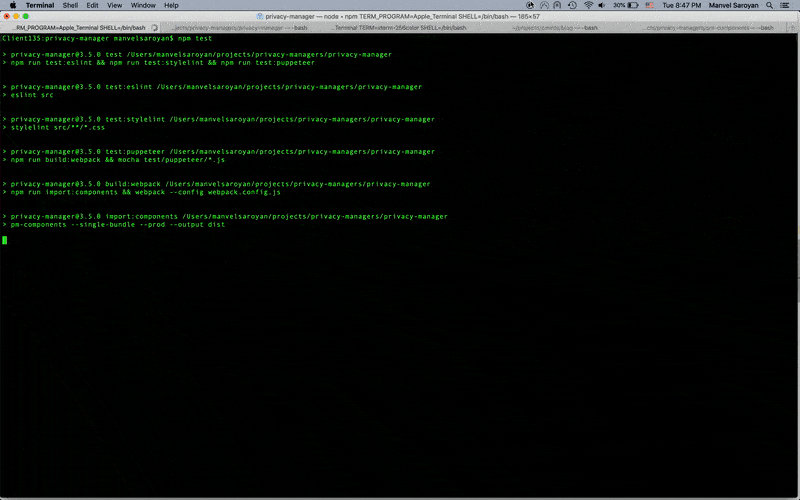 Terminal Shell Edit View Window Help 30% Tue 8:47 PM Manvel Saroyan
privacy-manager — node ‹ npm TERM_PROGRAM=Apple_Terminal SHELL=/bin/bash — 185×57
...RM_PROGRAM=Apple_Terminal SHELL=/bin/bash
Client135:privacy-manager manvelsaroyan$ npm test
> privacy-manager@3.5.0 test /Users/manvelsaroyan/projects/privacy-managers/privacy-manager
> npm run test:eslint && npm run test:stylelint && npm run test:puppeteer
> privacy-manager@3.5.0 test:eslint /Users/manvelsaroyan/projects/privacy-managers/privacy-manager
> eslint src
> privacy-manager@3.5.0 test:stylelint /Users/manvelsaroyan/projects/privacy-managers/privacy-manager
> stylelint src/**/*.css
> privacy-manager@3.5.0 test:puppeteer /Users/manvelsaroyan/projects/privacy-managers/privacy-manager
> npm run build:webpack && mocha test/puppeteer/*.js
> privacy-manager@3.5.0 build:webpack /Users/manvelsaroyan/projects/privacy-managers/privacy-manager
> npm run import:components && webpack --config webpack.config.js
> privacy-manager@3.5.0 import:components /Users/manvelsaroyan/projects/privacy-managers/privacy-manager
> pm-components --single-bundle --prod --output dist